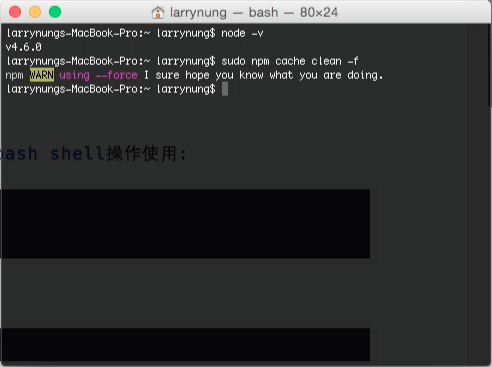 larrynung — bash — 80×24
larrynungs-MacBook-Pro:~ larrynung$ node -v
v4.6.0
larrynungs-MacBook-Pro:~ larrynung$ sudo npm cache clean -f
npm WARN using --force I sure hope you know what you are doing.
larrynungs-MacBook-Pro:~ larrynung$
bash shell操作使用: